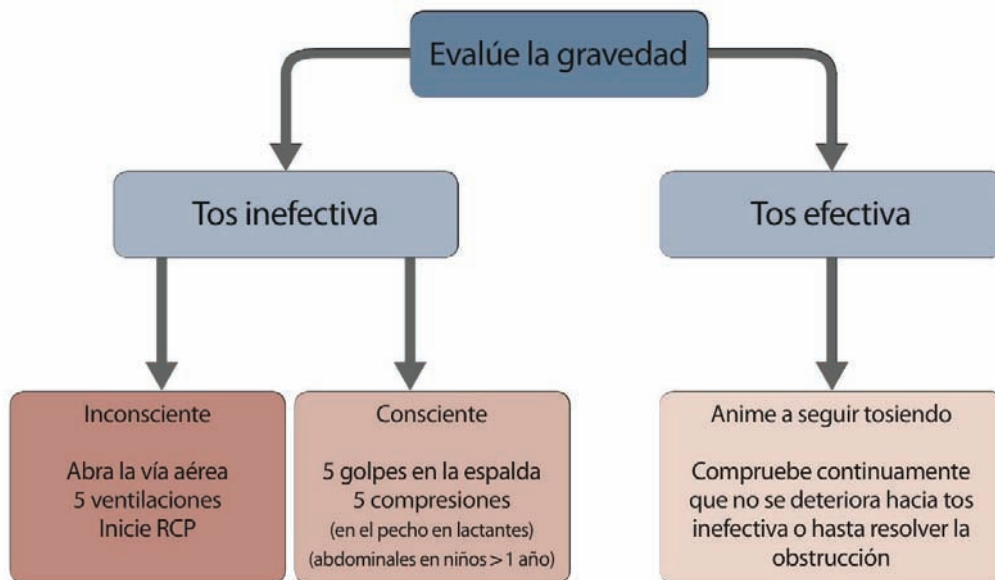 Evalúe la gravedad
Tos inefectiva
Tos efectiva
Inconsciente
Abra la vía aérea
5 ventilaciones
Inicie RCP
Consciente
5 golpes en la espalda
5 compresiones
(en el pecho en lactantes)
(abdominales en niños > 1 año)
Anime a seguir tosiendo
Compruebe continuamente
que no se deteriora hacia tos
inefectiva o hasta resolver la
obstrucción